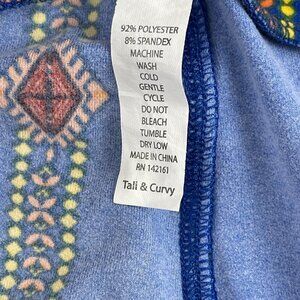 92% POLYESTER
8% SPANDEX
MACHINE
WASH
COLD
GENTLE
CYCLE
DO NOT
BLEACH
TUMBLE
DRY LOW
MADE IN CHINA
RN 142161
Tall & Curvy